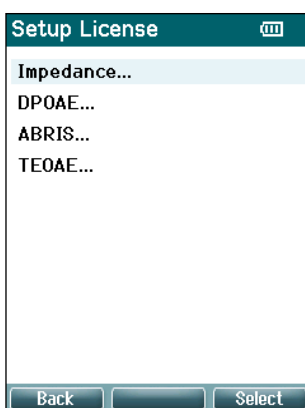 Setup License
Impedance...
DPOAE...
ABRIS...
TEOAE...
Back Select